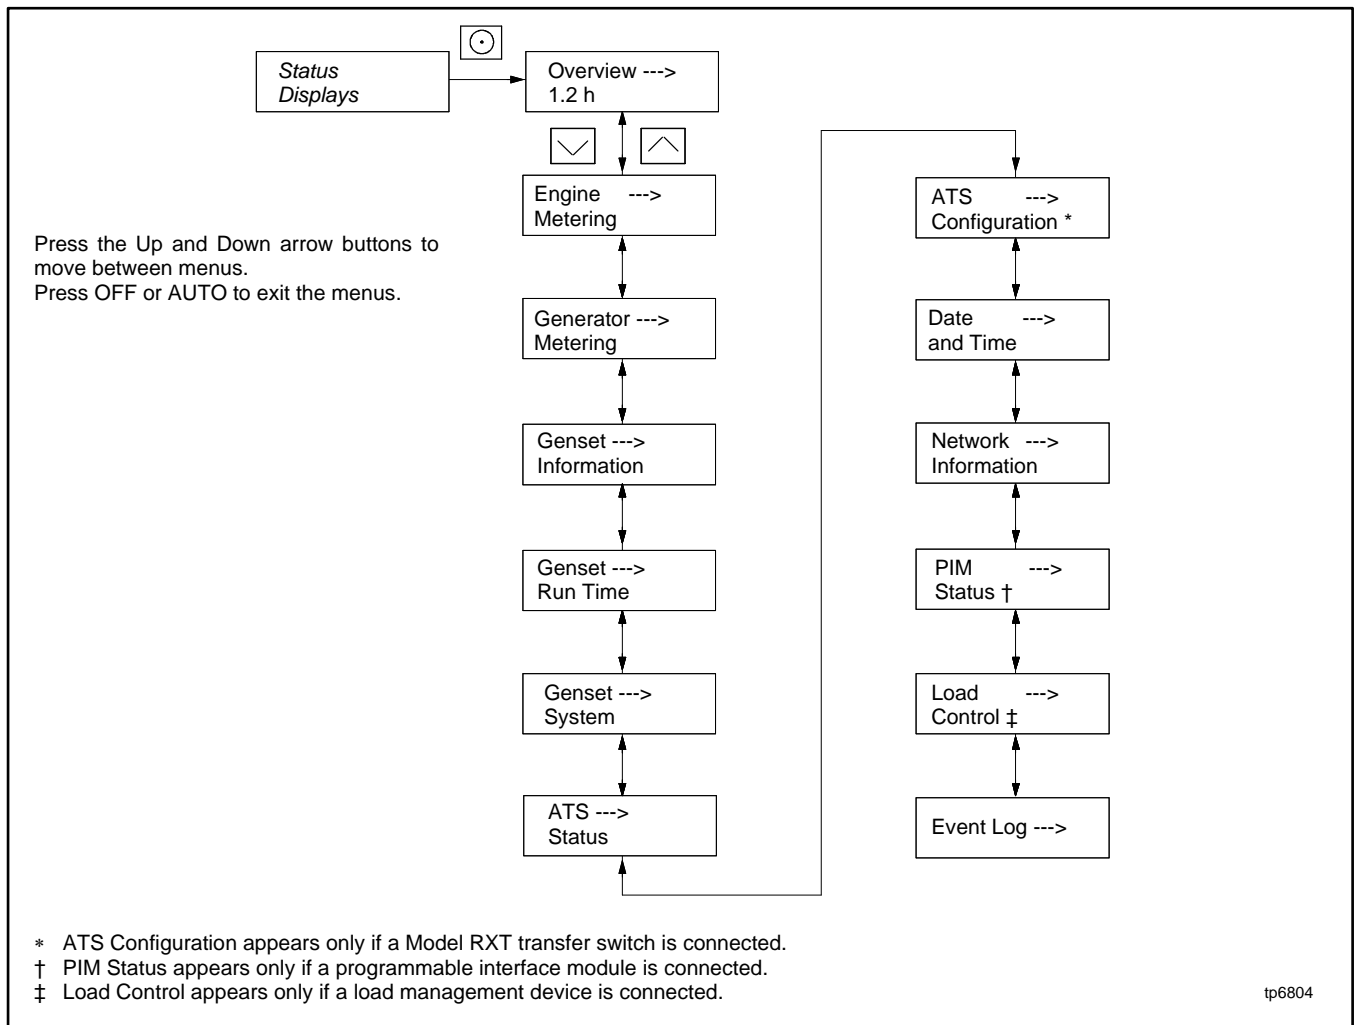 Status
Displays
Overview --->
1.2 h
Engine --->
Metering
Press the Up and Down arrow buttons to
move between menus.
Press OFF or AUTO to exit the menus.
Generator --->
Metering
Genset --->
Information
Genset --->
Run Time
Genset --->
System
ATS --->
Status
ATS --->
Configuration *
Date --->
and Time
Network --->
Information
PIM --->
Status †
Load --->
Control ‡
Event Log --->
* ATS Configuration appears only if a Model RXT transfer switch is connected.
† PIM Status appears only if a programmable interface module is connected.
‡ Load Control appears only if a load management device is connected.
tp6804